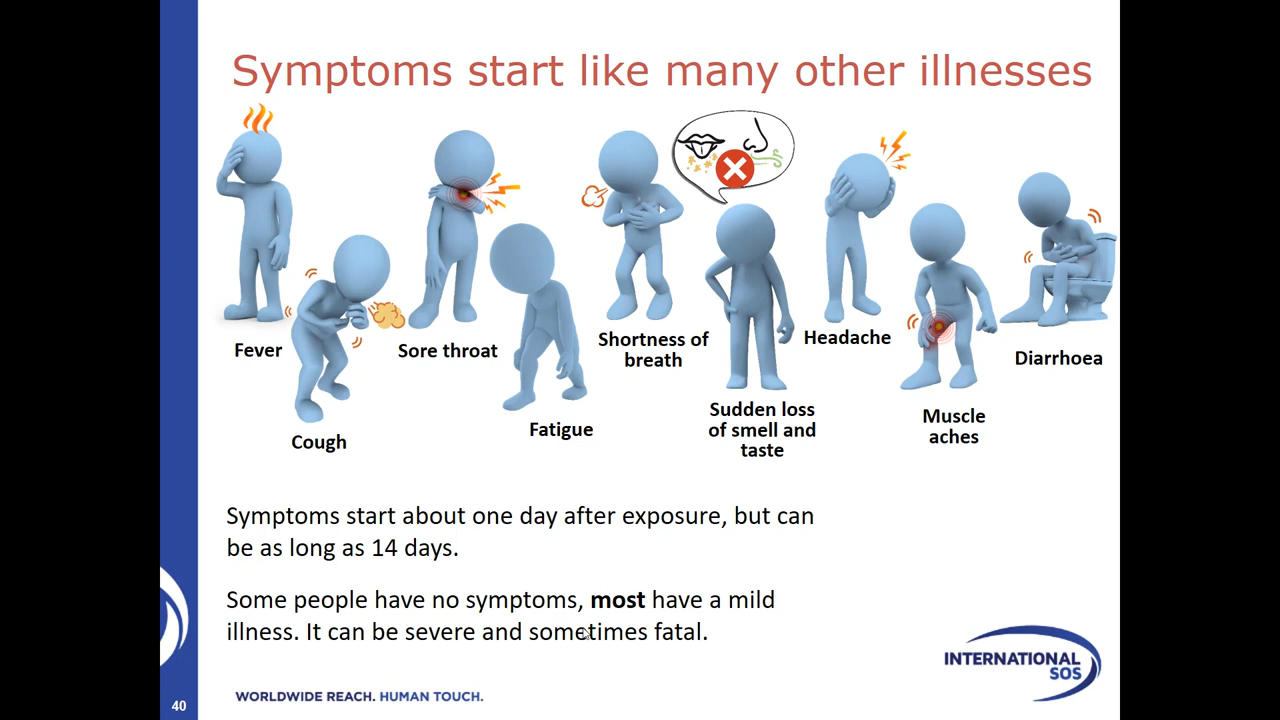 Symptoms start like many other illnesses
Fever
Cough
Sore throat
Fatigue
Shortness of
breath
Sudden loss
of smell and
taste
Headache
Muscle
aches
Diarrhoea
Symptoms start about one day after exposure, but can
be as long as 14 days.
Some people have no symptoms, most have a mild
illness. It can be severe and sometimes fatal.
INTERNATIONAL
SOS
WORLDWIDE REACH. HUMAN TOUCH.
40